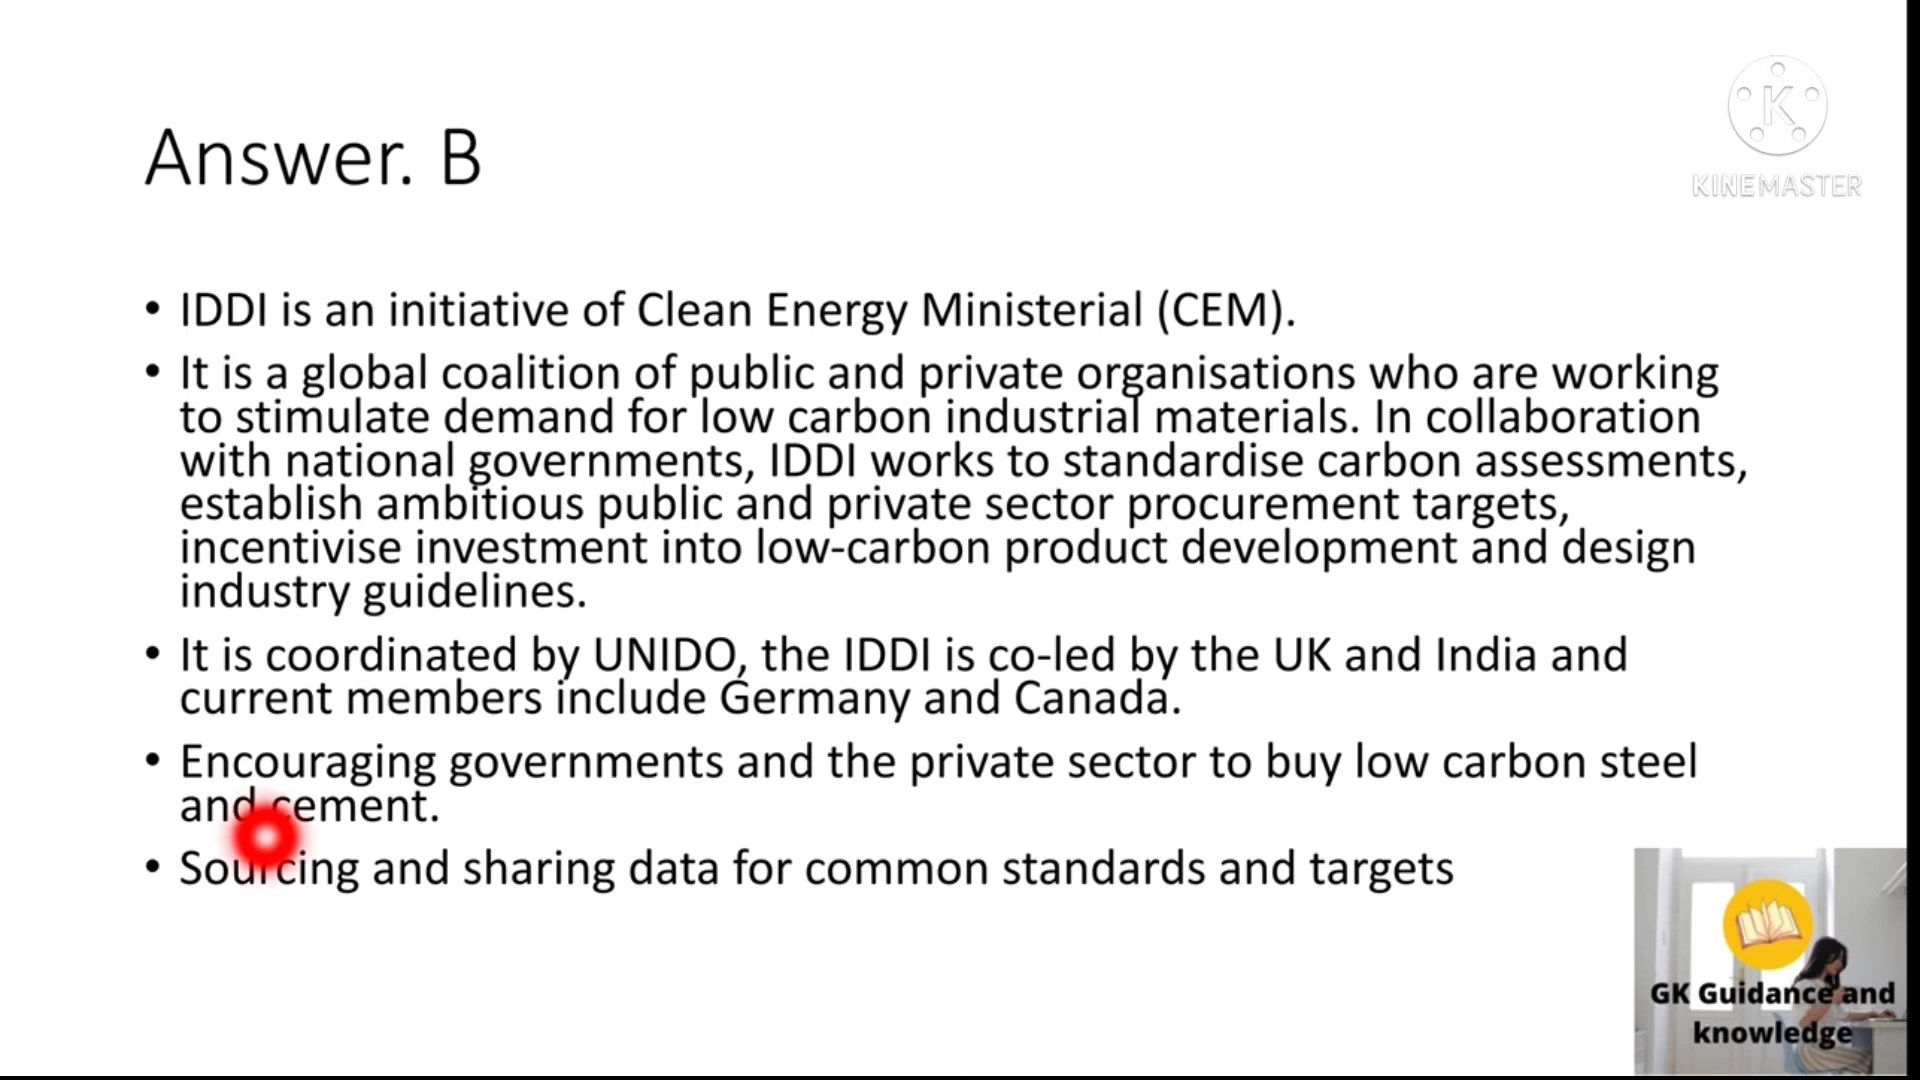 Answer. B
K
KINEMASTER
• IDDI is an initiative of Clean Energy Ministerial (CEM).
• It is a global coalition of public and private organisations who are working
to stimulate demand for low carbon industrial materials. In collaboration
with national governments, IDDI works to standardise carbon assessments,
establish ambitious public and private sector procurement targets,
incentivise investment into low-carbon product development and design
industry guidelines.
• It is coordinated by UNIDO, the IDDI is co-led by the UK and India and
current members include Germany and Canada.
• Encouraging governments and the private sector to buy low carbon steel
and cement.
• Sourcing and sharing data for common standards and targets
GK Guidance and
knowledge